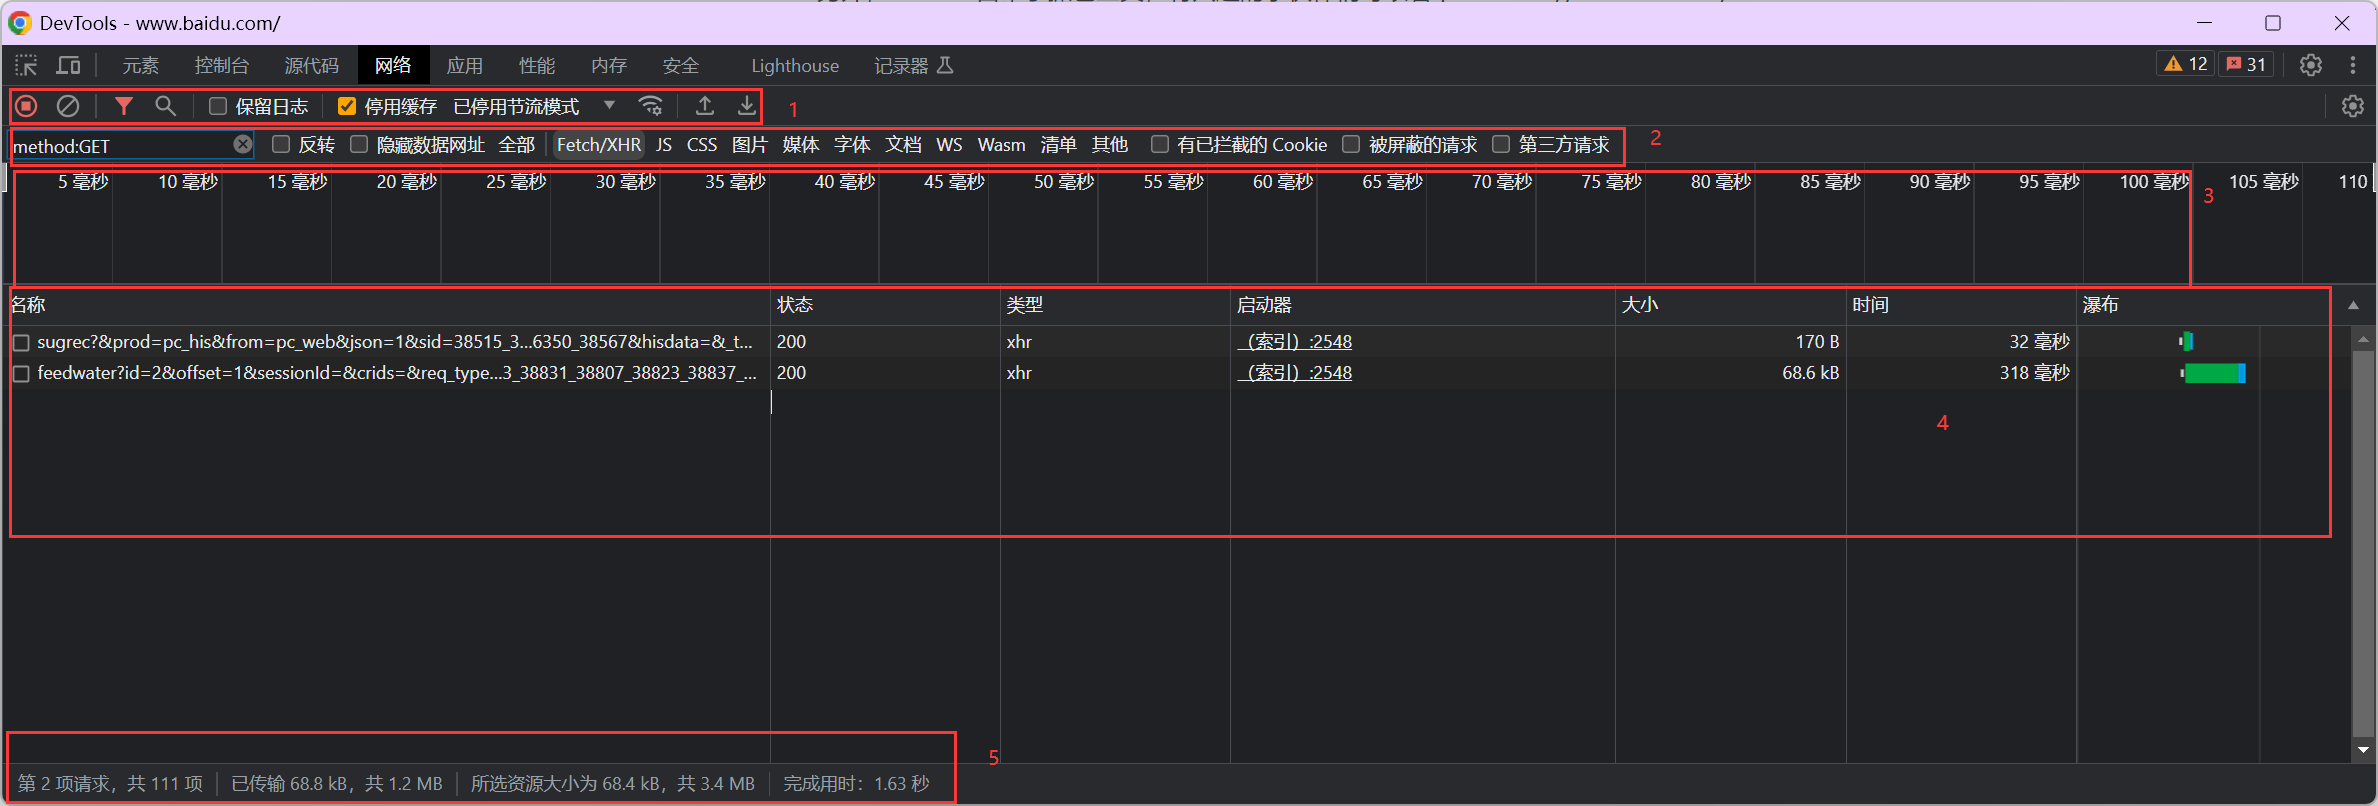 DevTools - www.baidu.com/
元素 控制台 源代码 网络 应用 性能 内存 安全 Lighthouse 记录器 12 31
保留日志 停用缓存 已停用节流模式 1
method:GET 反转 隐藏数据网址 全部 Fetch/XHR JS CSS 图片 媒体 字体 文档 WS Wasm 清单 其他 有已拦截的 Cookie 被屏蔽的请求 第三方请求 2
5 毫秒 10 毫秒 15 毫秒 20 毫秒 25 毫秒 30 毫秒 35 毫秒 40 毫秒 45 毫秒 50 毫秒 55 毫秒 60 毫秒 65 毫秒 70 毫秒 75 毫秒 80 毫秒 85 毫秒 90 毫秒 95 毫秒 100 毫秒 105 毫秒 110
3
名称 状态 类型 启动器 大小 时间 瀑布
sugrec?&prod=pc_his&from=pc_web&json=1&sid=38515_3...6350_38567&hisdata=&_t... 200 xhr （索引）:2548 170 B 32 毫秒
feedwater?id=2&offset=1&sessionId=&crids=&req_type...3_38831_38807_38823_38837_... 200 xhr （索引）:2548 68.6 kB 318 毫秒
4
5
第 2 项请求，共 111 项 已传输 68.8 kB，共 1.2 MB 所选资源大小为 68.4 kB，共 3.4 MB 完成用时：1.63 秒